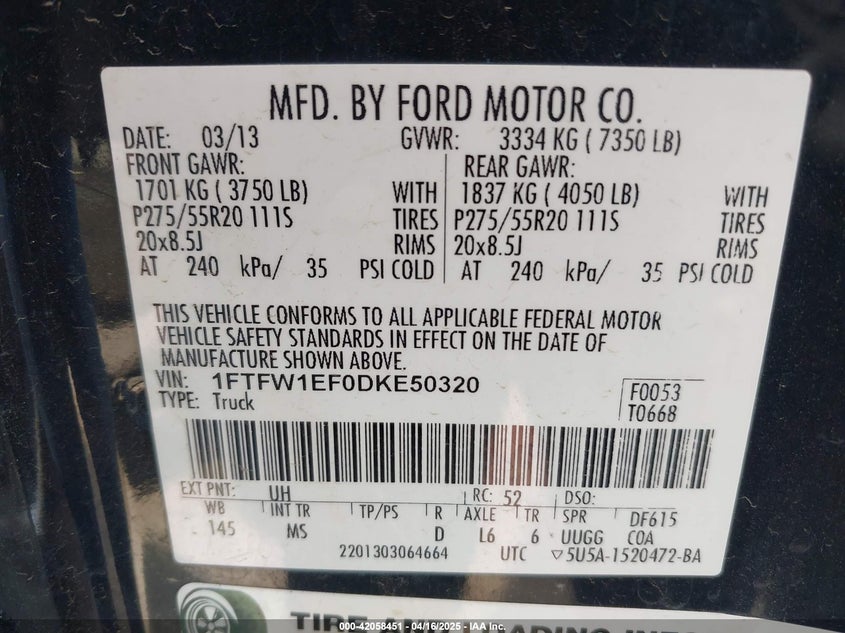 MFD. BY FORD MOTOR CO.
DATE: 03/13 GVWR: 3334 KG ( 7350 LB)
FRONT GAWR: REAR GAWR:
1701 KG ( 3750 LB) WITH 1837 KG ( 4050 LB) WITH
P275/55R20 111S TIRES P275/55R20 111S TIRES
20x8.5J RIMS 20x8.5J RIMS
AT 240 kPa/ 35 PSI COLD AT 240 kPa/ 35 PSI COLD
THIS VEHICLE CONFORMS TO ALL APPLICABLE FEDERAL MOTOR
VEHICLE SAFETY STANDARDS IN EFFECT ON THE DATE OF
MANUFACTURE SHOWN ABOVE.
VIN: 1FTFW1EF0DKE50320 F0053
TYPE: Truck T0668
EXT PNT: UH RC: 52 DSO:
WB INT TR TP/PS R AXLE TR SPR DF615
145 MS D L6 6 UUGG COA
2201303064664 UTC ▽5U5A-1520472-BA
TIRE
000-42058451 - 04/16/2025 - IAA Inc.